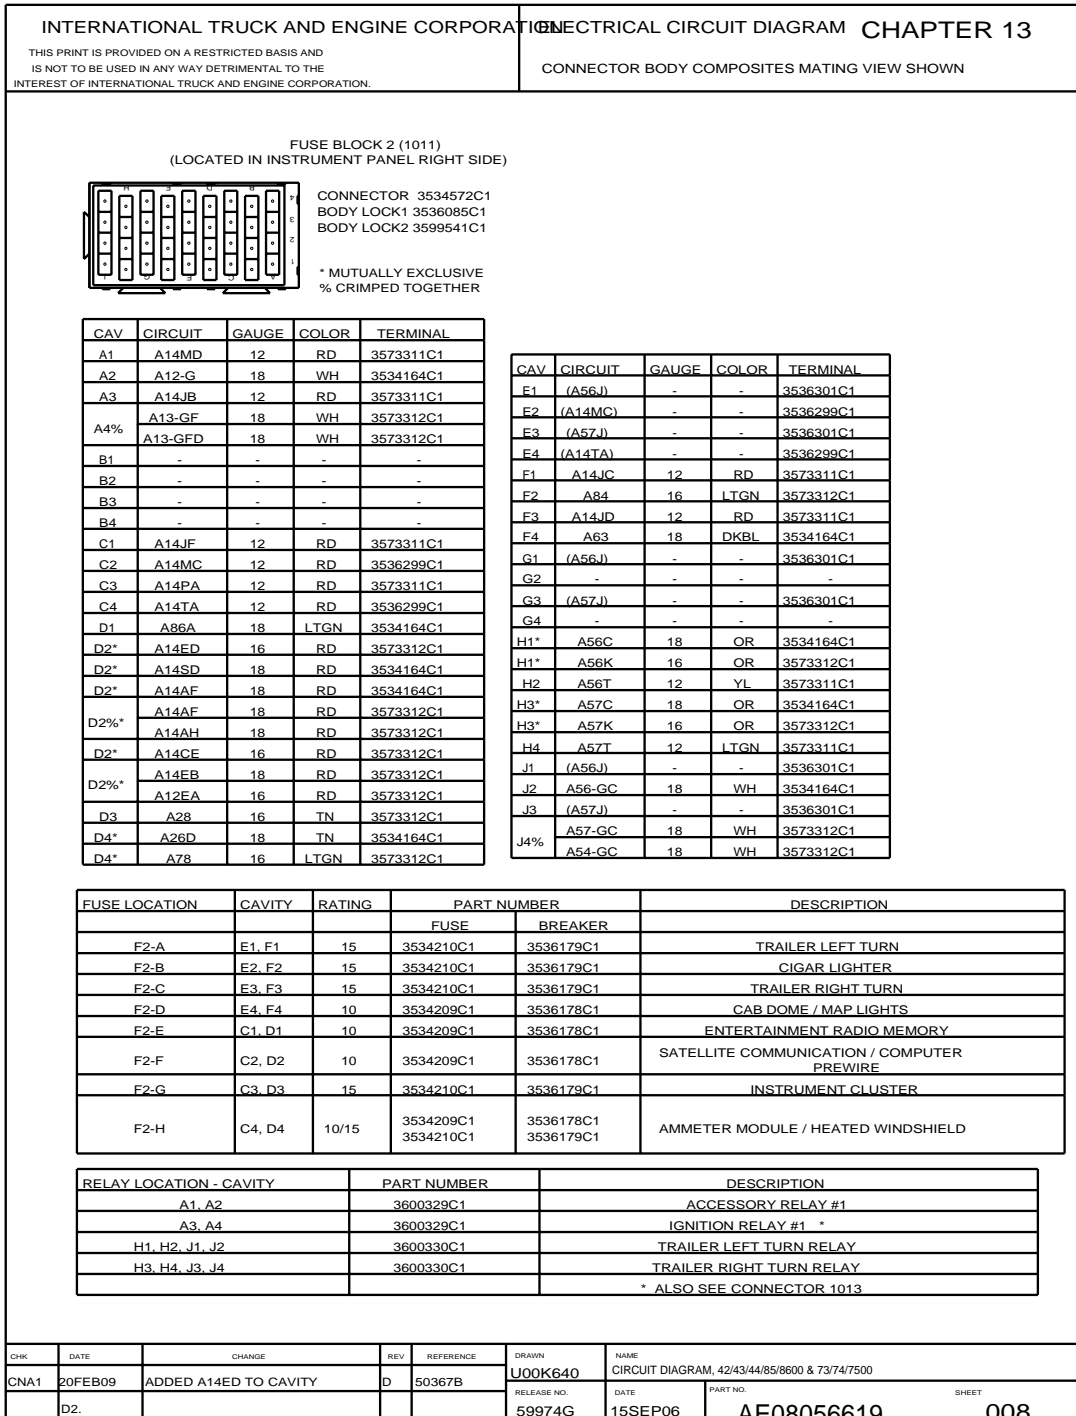 INTERNATIONAL TRUCK AND ENGINE CORPORATION
THIS PRINT IS PROVIDED ON A RESTRICTED BASIS AND
IS NOT TO BE USED IN ANY WAY DETRIMENTAL TO THE
INTEREST OF INTERNATIONAL TRUCK AND ENGINE CORPORATION.
ELECTRICAL CIRCUIT DIAGRAM CHAPTER 13
CONNECTOR BODY COMPOSITES MATING VIEW SHOWN
FUSE BLOCK 2 (1011)
(LOCATED IN INSTRUMENT PANEL RIGHT SIDE)
H E D B
4
3
2
1
J G E C A
CONNECTOR 3534572C1
BODY LOCK1 3536085C1
BODY LOCK2 3599541C1
* MUTUALLY EXCLUSIVE
% CRIMPED TOGETHER
CAV CIRCUIT GAUGE COLOR TERMINAL
A1 A14MD 12 RD 3573311C1
A2 A12-G 18 WH 3534164C1
A3 A14JB 12 RD 3573311C1
A4% A13-GF 18 WH 3573312C1
A13-GFD 18 WH 3573312C1
B1 - - - -
B2 - - - -
B3 - - - -
B4 - - - -
C1 A14JF 12 RD 3573311C1
C2 A14MC 12 RD 3536299C1
C3 A14PA 12 RD 3573311C1
C4 A14TA 12 RD 3536299C1
D1 A86A 18 LTGN 3534164C1
D2* A14ED 16 RD 3573312C1
D2* A14SD 18 RD 3534164C1
D2* A14AF 18 RD 3534164C1
D2%* A14AF 18 RD 3573312C1
A14AH 18 RD 3573312C1
D2* A14CE 16 RD 3573312C1
D2%* A14EB 18 RD 3573312C1
A12EA 16 RD 3573312C1
D3 A28 16 TN 3573312C1
D4* A26D 18 TN 3534164C1
D4* A78 16 LTGN 3573312C1
CAV CIRCUIT GAUGE COLOR TERMINAL
E1 (A56J) - - 3536301C1
E2 (A14MC) - - 3536299C1
E3 (A57J) - - 3536301C1
E4 (A14TA) - - 3536299C1
F1 A14JC 12 RD 3573311C1
F2 A84 16 LTGN 3573312C1
F3 A14JD 12 RD 3573311C1
F4 A63 18 DKBL 3534164C1
G1 (A56J) - - 3536301C1
G2 - - - -
G3 (A57J) - - 3536301C1
G4 - - - -
H1* A56C 18 OR 3534164C1
H1* A56K 16 OR 3573312C1
H2 A56T 12 YL 3573311C1
H3* A57C 18 OR 3534164C1
H3* A57K 16 OR 3573312C1
H4 A57T 12 LTGN 3573311C1
J1 (A56J) - - 3536301C1
J2 A56-GC 18 WH 3534164C1
J3 (A57J) - - 3536301C1
J4% A57-GC 18 WH 3573312C1
A54-GC 18 WH 3573312C1
FUSE LOCATION CAVITY RATING PART NUMBER DESCRIPTION
FUSE BREAKER
F2-A E1, F1 15 3534210C1 3536179C1 TRAILER LEFT TURN
F2-B E2, F2 15 3534210C1 3536179C1 CIGAR LIGHTER
F2-C E3, F3 15 3534210C1 3536179C1 TRAILER RIGHT TURN
F2-D E4, F4 10 3534209C1 3536178C1 CAB DOME / MAP LIGHTS
F2-E C1, D1 10 3534209C1 3536178C1 ENTERTAINMENT RADIO MEMORY
F2-F C2, D2 10 3534209C1 3536178C1 SATELLITE COMMUNICATION / COMPUTER
PREWIRE
F2-G C3, D3 15 3534210C1 3536179C1 INSTRUMENT CLUSTER
F2-H C4, D4 10/15 3534209C1 3536178C1 AMMETER MODULE / HEATED WINDSHIELD
3534210C1 3536179C1
RELAY LOCATION - CAVITY PART NUMBER DESCRIPTION
A1, A2 3600329C1 ACCESSORY RELAY #1
A3, A4 3600329C1 IGNITION RELAY #1 *
H1, H2, J1, J2 3600330C1 TRAILER LEFT TURN RELAY
H3, H4, J3, J4 3600330C1 TRAILER RIGHT TURN RELAY
* ALSO SEE CONNECTOR 1013
CHK DATE CHANGE REV REFERENCE DRAWN NAME
CNA1 20FEB09 ADDED A14ED TO CAVITY D 50367B U00K640 CIRCUIT DIAGRAM, 42/43/44/85/8600 & 73/74/7500
RELEASE NO. DATE PART NO. SHEET
D2. 59974G 15SEP06 AE08056619 008